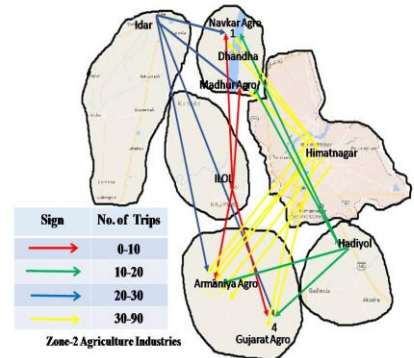 Idar
Navkar Agro
1
Dhandha
Madhur Agro
Himatnagar
ILOL
Hadiyol
Armaniya Agro
4
Gujarat Agro
Sign No. of Trips
0-10
10-20
20-30
30-90
Zone-2 Agriculture Industries